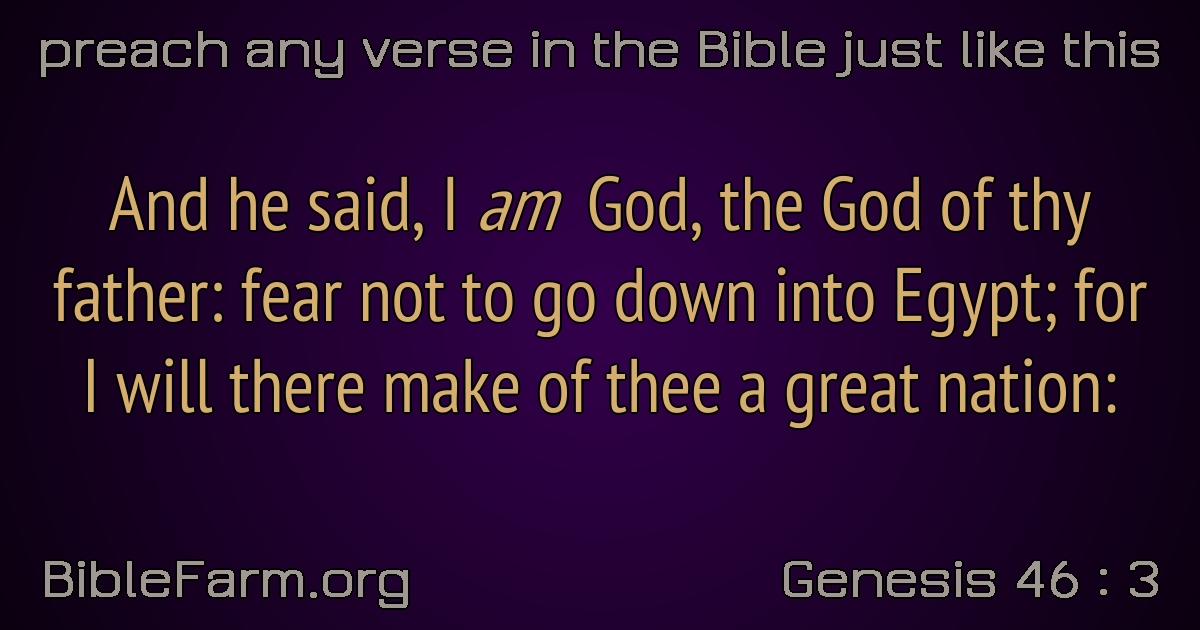 preach any verse in the Bible just like this
And he said, I am God, the God of thy
father: fear not to go down into Egypt; for
I will there make of thee a great nation:
BibleFarm.org
Genesis 46 : 3